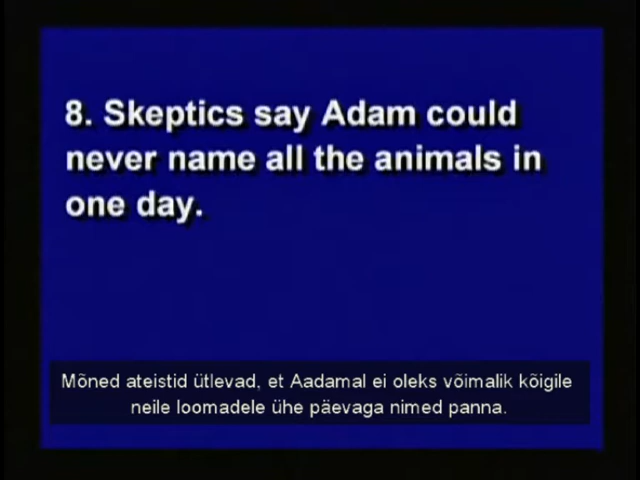 8. Skeptics say Adam could
never name all the animals in
one day.
Mõned ateistid ütlevad, et Aadamal ei oleks võimalik kõigile
neile loomadele ühe päevaga nimed panna.